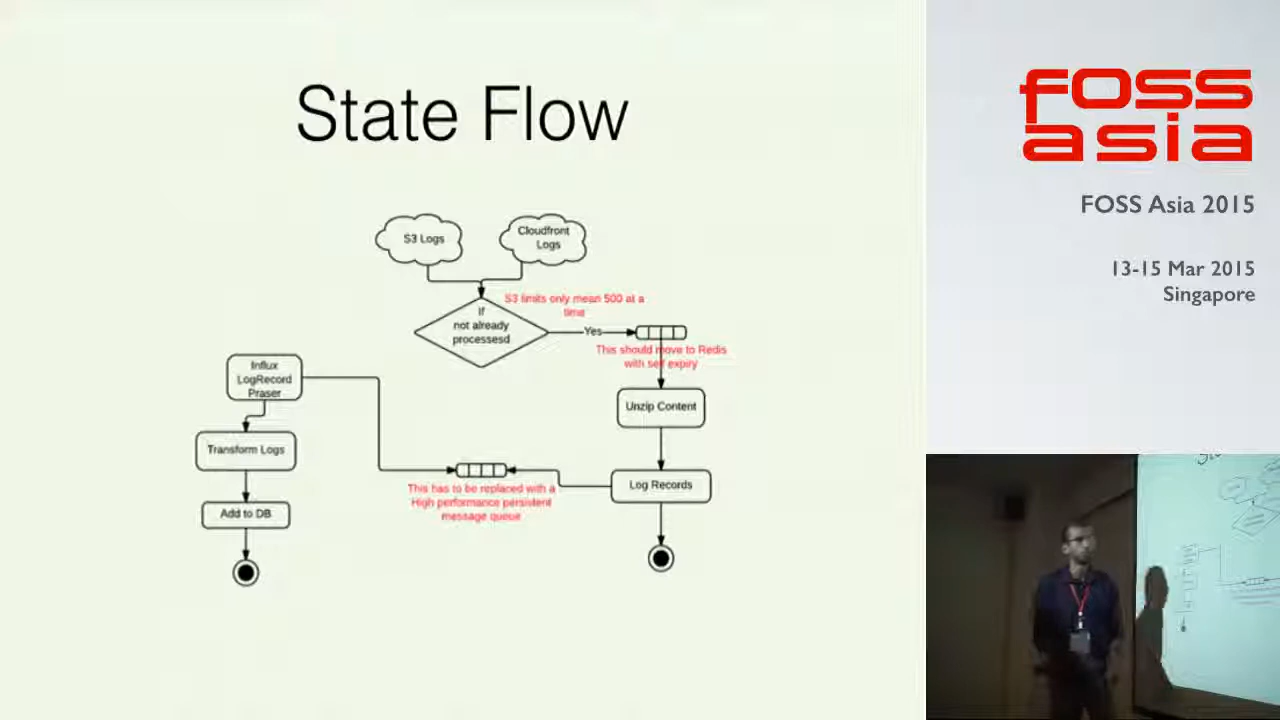 State Flow
S3 Logs
Cloudfront
Logs
S3 limits only mean 500 at a
time
If
not already
processesd
Yes
This should move to Redis
with self expiry
Influx
LogRecord
Praser
Unzip Content
Transform Logs
This has to be replaced with a
High performance persistent
message queue
Log Records
Add to DB
foss
asia
FOSS Asia 2015
13-15 Mar 2015
Singapore